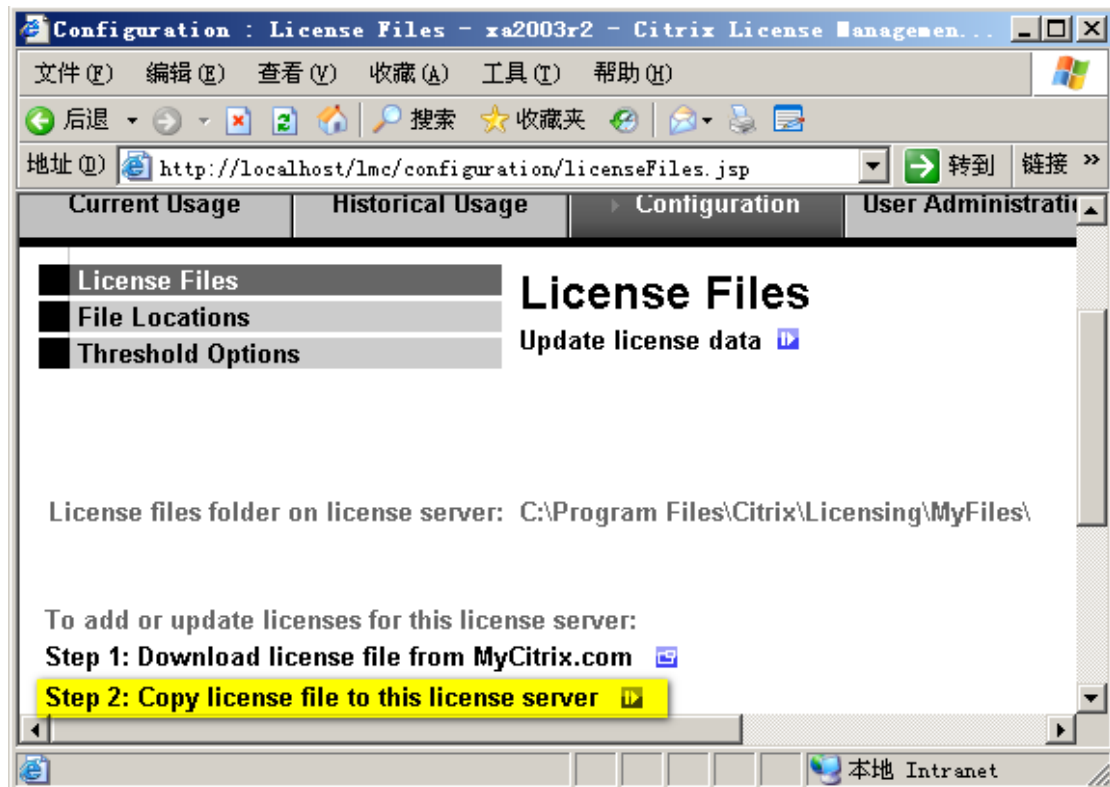 Configuration : License Files - xa2003r2 - Citrix License Managemen...
文件(F) 编辑(E) 查看(V) 收藏(A) 工具(T) 帮助(H)
后退 搜索 收藏夹
地址(D) http://localhost/lmc/configuration/licenseFiles.jsp 转到 链接 »
Current Usage Historical Usage Configuration User Administratio
License Files
File Locations
Threshold Options
License Files
Update license data
License files folder on license server: C:\Program Files\Citrix\Licensing\MyFiles\
To add or update licenses for this license server:
Step 1: Download license file from MyCitrix.com
Step 2: Copy license file to this license server
本地 Intranet